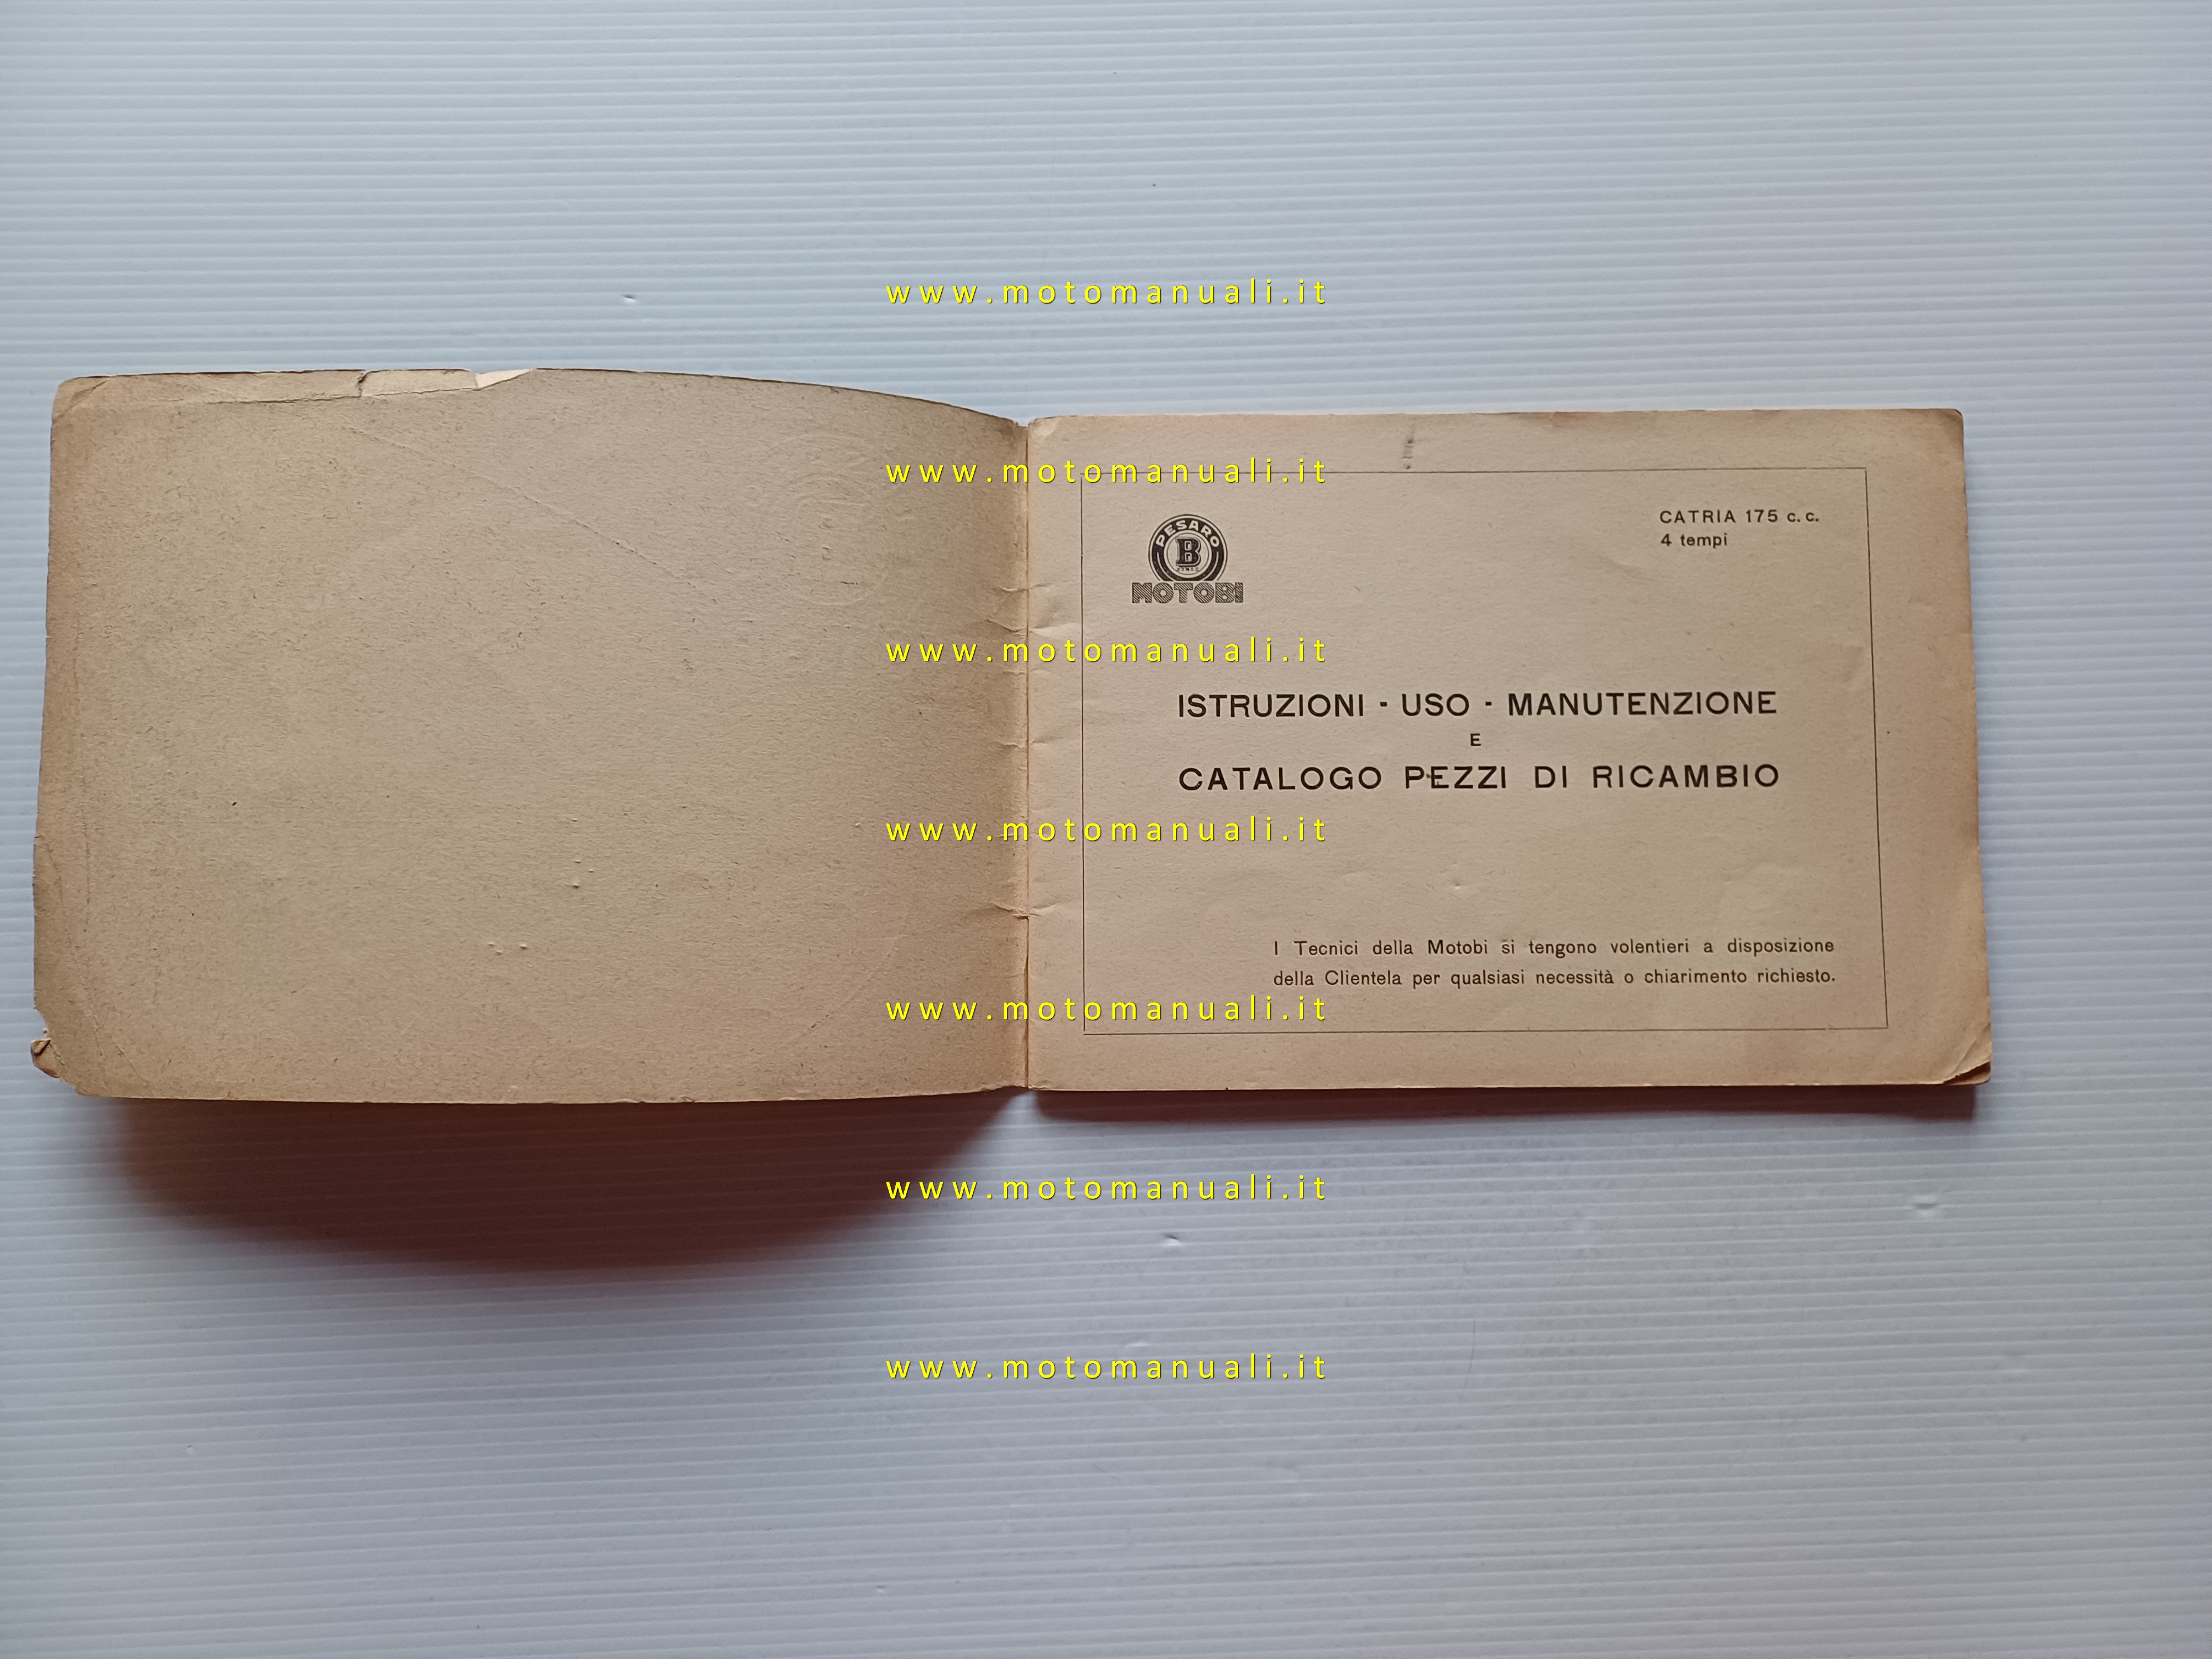 www.motomanuali.it
www.motomanuali.it
CATRIA 175 c.c.
4 tempi
PESARO
B
MOTOBI
www.motomanuali.it
ISTRUZIONI - USO - MANUTENZIONE
E
CATALOGO PEZZI DI RICAMBIO
www.motomanuali.it
I Tecnici della Motobi si tengono volentieri a disposizione
della Clientela per qualsiasi necessità o chiarimento richiesto.
www.motomanuali.it
www.motomanuali.it
www.motomanuali.it